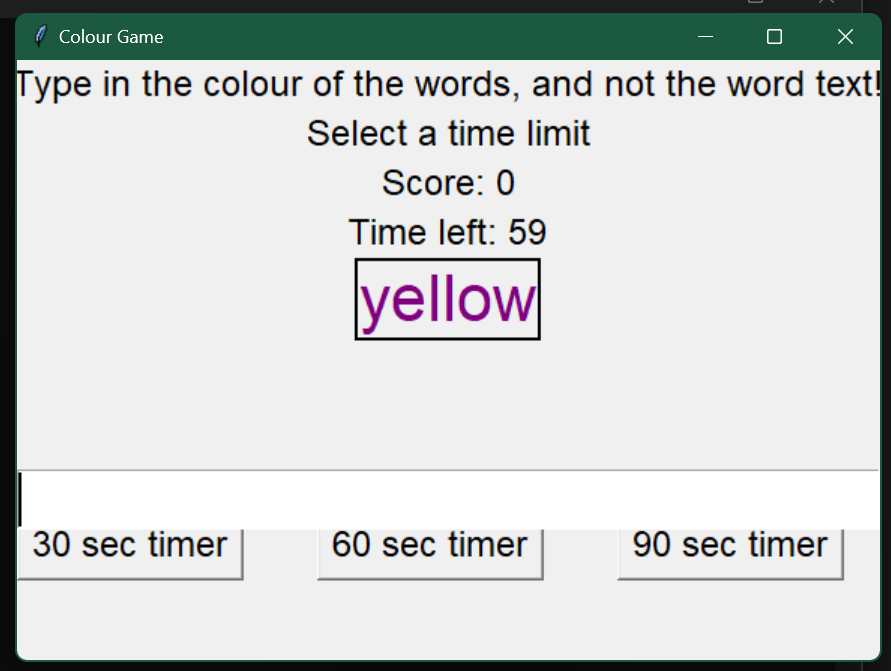 Colour Game
Type in the colour of the words, and not the word text!
Select a time limit
Score: 0
Time left: 59
yellow
30 sec timer 60 sec timer 90 sec timer